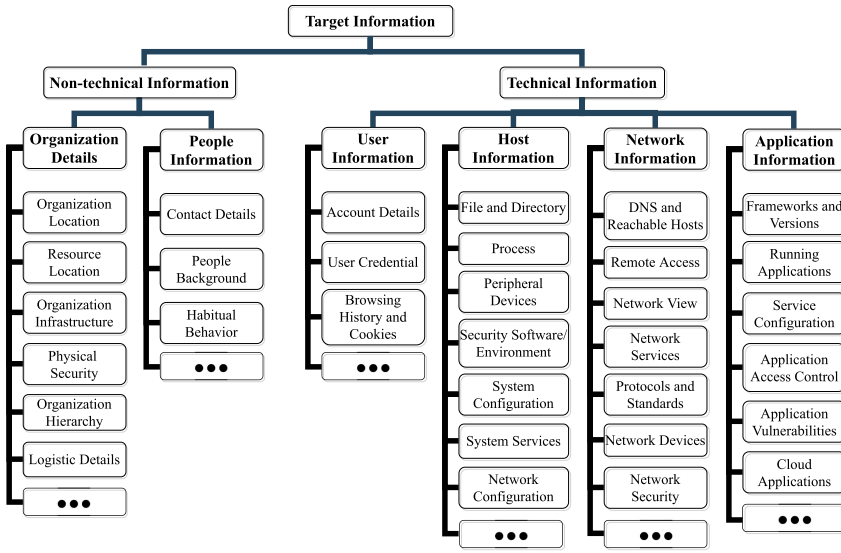 Target Information
Non-technical Information
Technical Information
Organization
Details
Organization
Location
Resource
Location
Organization
Infrastructure
Physical
Security
Organization
Hierarchy
Logistic Details
●●●
People
Information
Contact Details
People
Background
Habitual
Behavior
●●●
User
Information
Account Details
User Credential
Browsing
History and
Cookies
●●●
Host
Information
File and Directory
Process
Peripheral
Devices
Security Software/
Environment
System
Configuration
System Services
Network
Configuration
●●●
Network
Information
DNS and
Reachable Hosts
Remote Access
Network View
Network
Services
Protocols and
Standards
Network Devices
Network
Security
●●●
Application
Information
Frameworks and
Versions
Running
Applications
Service
Configuration
Application
Access Control
Application
Vulnerabilities
Cloud
Applications
●●●